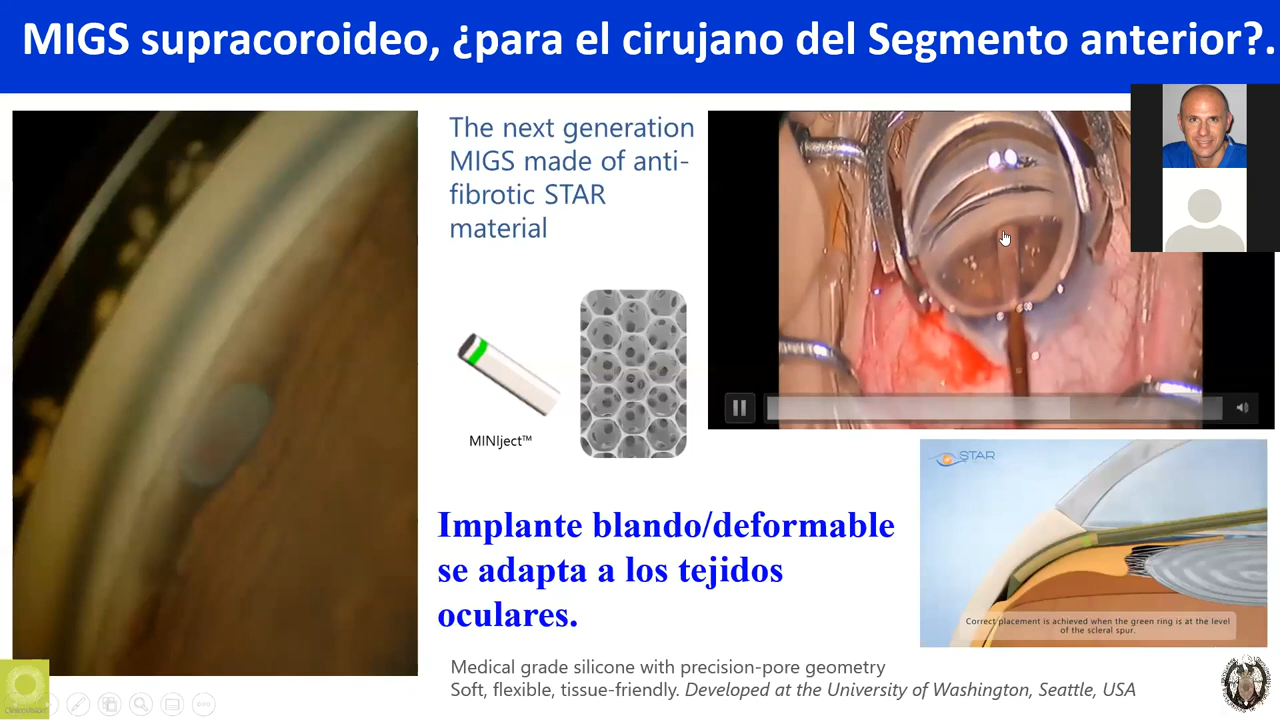 MIGS supracoroideo, ¿para el cirujano del Segmento anterior?.
The next generation
MIGS made of anti-
fibrotic STAR
material
MINIject™
STAR
Correct placement is achieved when the green ring is at the level
of the scleral spur.
Implante blando/deformable
se adapta a los tejidos
oculares.
Medical grade silicone with precision-pore geometry
Soft, flexible, tissue-friendly. Developed at the University of Washington, Seattle, USA